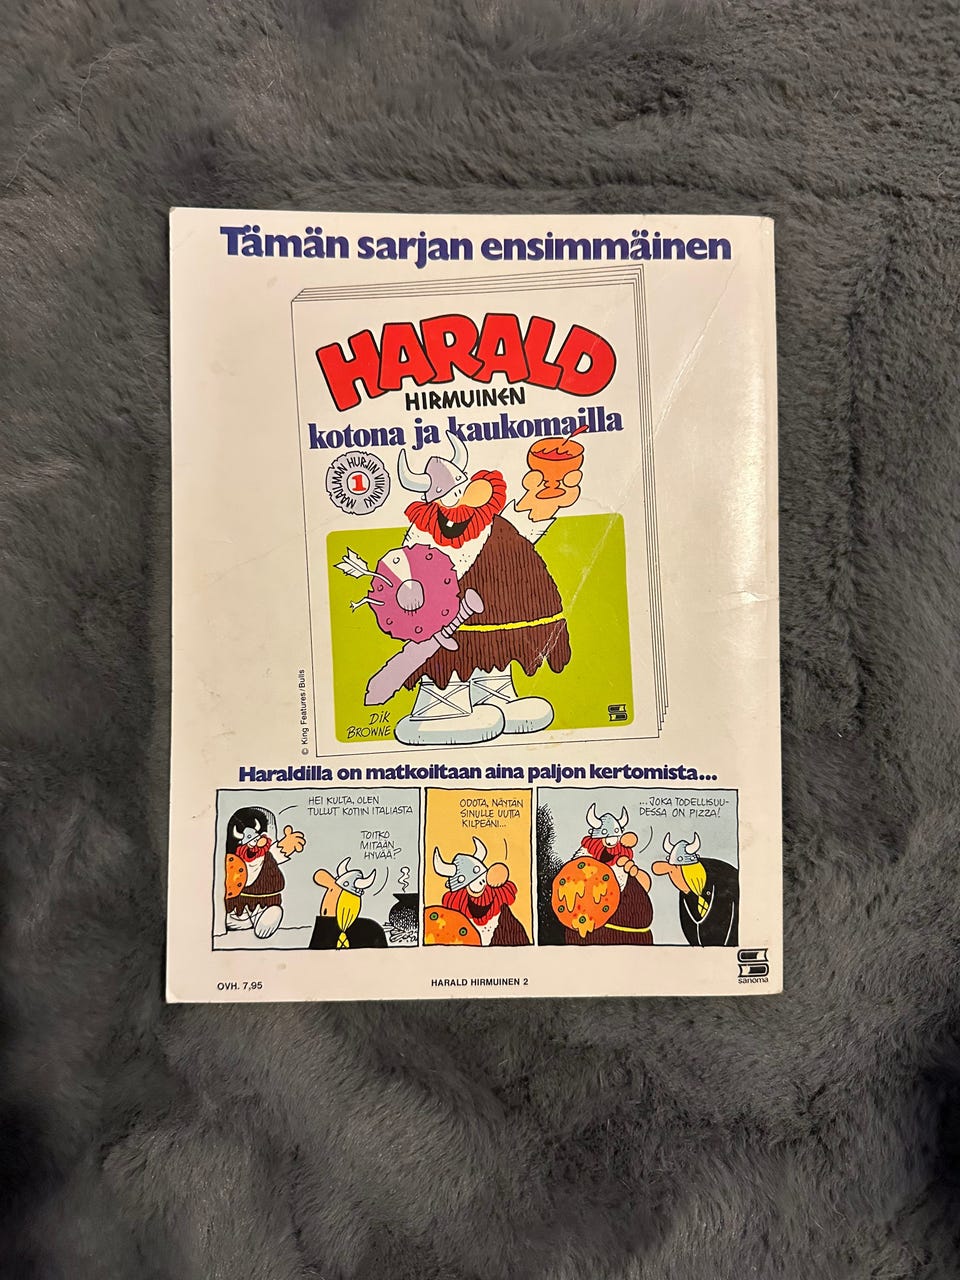 Tämän sarjan ensimmäinen
HARALD
HIRMUINEN
kotona ja kaukomailla
MAAILMAN HURJIN VIIKINKI
1
DIK
BROWNE
© King Features/Bulls
Haraldilla on matkoiltaan aina paljon kertomista...
HEI KULTA, OLEN
TULLUT KOTIIN ITALIASTA
TOITKO
MITÄÄN
HYVÄÄ?
ODOTA, NÄYTÄN
SINULLE UUTTA
KILPEÄNI...
...JOKA TODELLISUU-
DESSA ON PIZZA!
OVH. 7,95
HARALD HIRMUINEN 2
sanoma